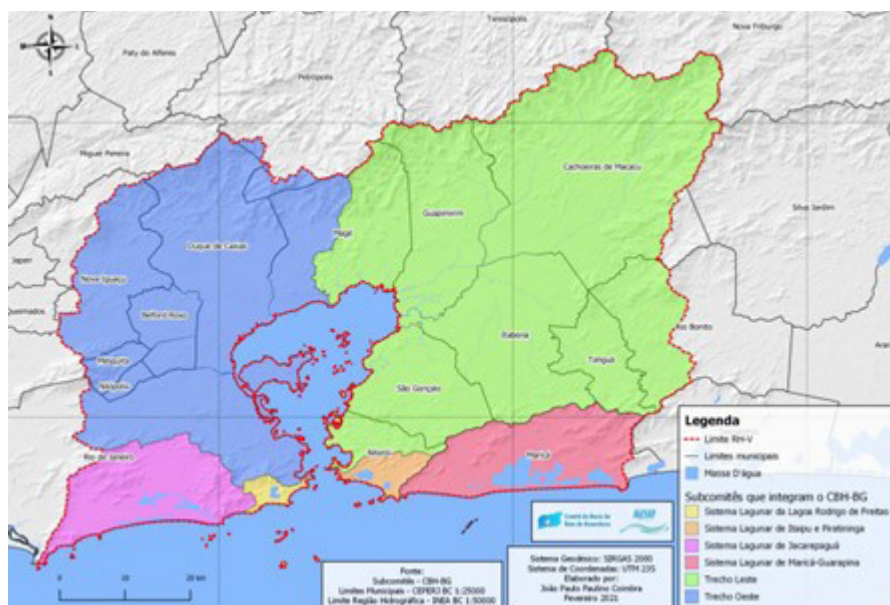 N
Teresópolis
Nova Friburgo
Paty do Alferes
Petrópolis
Miguel Pereira
Cachoeiras de Macacu
Silva Jardim
Guapimirim
Magé
Duque de Caxias
Japeri
Nova Iguaçu
Queimados
Belford Roxo
Rio Bonito
Itaboraí
Tanguá
Mesquita
Nilópolis
São Gonçalo
Rio de Janeiro
Niterói
Maricá
Legenda
Limite RH-V
Limites municipais
Massa D'água
Subcomitês que integram o CBH-BG
Sistema Lagunar da Lagoa Rodrigo de Freitas
Sistema Lagunar de Itaipu e Piratininga
Sistema Lagunar de Jacarepaguá
Sistema Lagunar de Maricá-Guarapina
Trecho Leste
Trecho Oeste
0 10 20 km
Fonte:
Subcomitês - CBH-BG
Limites Municipais - CEPERJ BC 1:25000
Limite Região Hidrográfica - INEA BC 1:50000
Sistema Geodésico: SIRGAS 2000
Sistema de Coordenadas: UTM 23S
Elaborado por:
João Paulo Paulino Coimbra
Fevereiro 2021